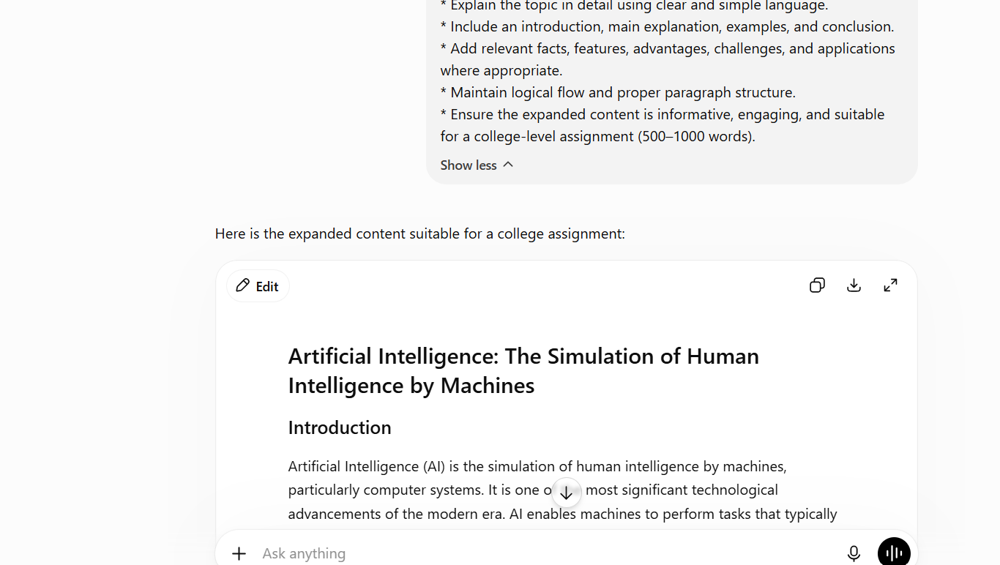 * Explain the topic in detail using clear and simple language.
* Include an introduction, main explanation, examples, and conclusion.
* Add relevant facts, features, advantages, challenges, and applications
where appropriate.
* Maintain logical flow and proper paragraph structure.
* Ensure the expanded content is informative, engaging, and suitable
for a college-level assignment (500–1000 words).
Show less
Here is the expanded content suitable for a college assignment:
Edit
Artificial Intelligence: The Simulation of Human
Intelligence by Machines
Introduction
Artificial Intelligence (AI) is the simulation of human intelligence by machines,
particularly computer systems. It is one most significant technological
advancements of the modern era. AI enables machines to perform tasks that typically
Ask anything